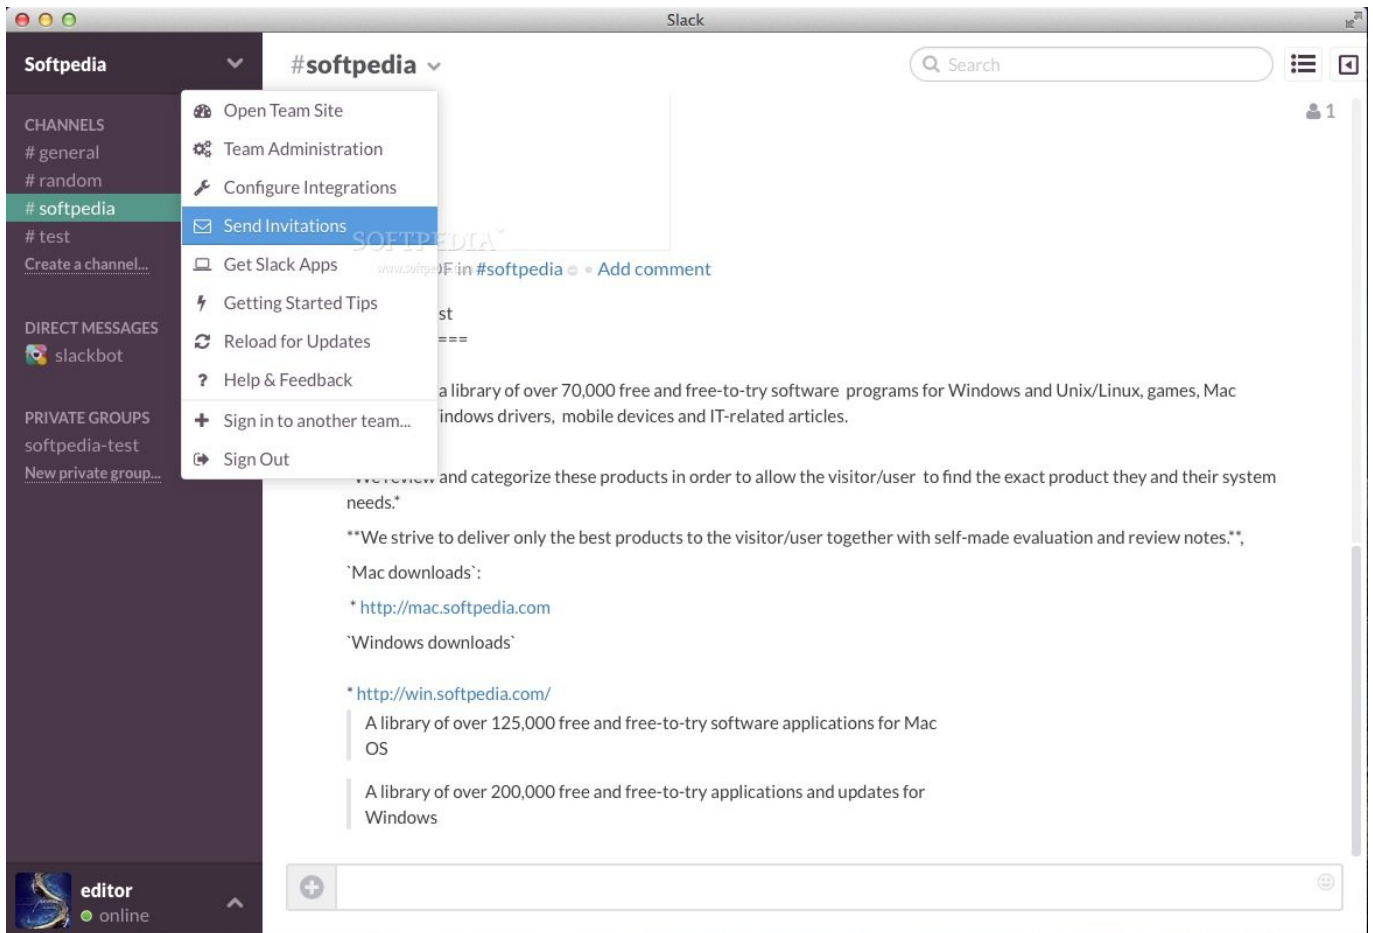 Slack
Softpedia
#softpedia
Search
1
CHANNELS
# general
# random
# softpedia
# test
Create a channel...
DIRECT MESSAGES
slackbot
PRIVATE GROUPS
softpedia-test
New private group...
Open Team Site
Team Administration
Configure Integrations
Send Invitations
Get Slack Apps
Getting Started Tips
Reload for Updates
? Help & Feedback
Sign in to another team...
Sign Out
SOFTPEDIA
in #softpedia • Add comment
st
===
a library of over 70,000 free and free-to-try software programs for Windows and Unix/Linux, games, Mac
indows drivers, mobile devices and IT-related articles.
*We review and categorize these products in order to allow the visitor/user to find the exact product they and their system
needs.*
**We strive to deliver only the best products to the visitor/user together with self-made evaluation and review notes.**,
`Mac downloads`:
* http://mac.softpedia.com
`Windows downloads`
* http://win.softpedia.com/
A library of over 125,000 free and free-to-try software applications for Mac
OS
A library of over 200,000 free and free-to-try applications and updates for
Windows
editor
online